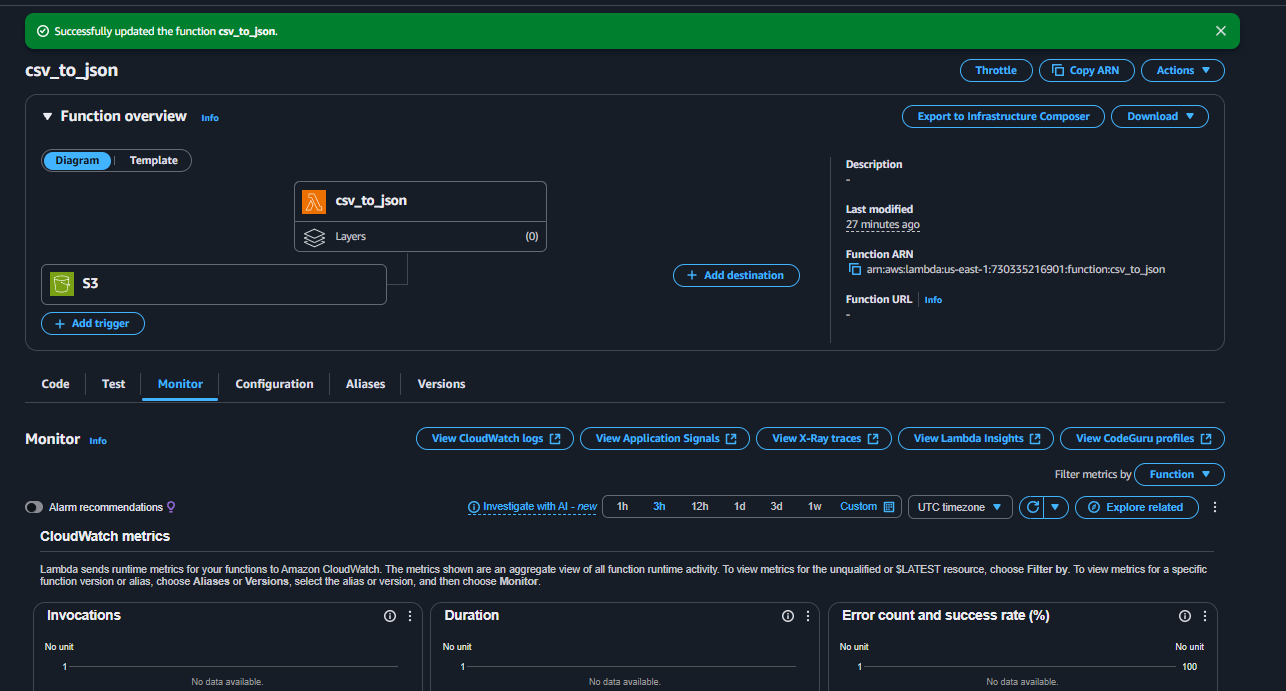 Successfully updated the function csv_to_json.
csv_to_json
Throttle
Copy ARN
Actions
Function overview Info
Export to Infrastructure Composer
Download
Diagram
Template
csv_to_json
Layers (0)
S3
Add trigger
Add destination
Description
-
Last modified
27 minutes ago
Function ARN
arn:aws:lambda:us-east-1:730335216901:function:csv_to_json
Function URL Info
-
Code Test Monitor Configuration Aliases Versions
Monitor Info
View CloudWatch logs
View Application Signals
View X-Ray traces
View Lambda Insights
View CodeGuru profiles
Filter metrics by Function
Alarm recommendations
Investigate with AI - new
1h 3h 12h 1d 3d 1w Custom
UTC timezone
Explore related
CloudWatch metrics
Lambda sends runtime metrics for your functions to Amazon CloudWatch. The metrics shown are an aggregate view of all function runtime activity. To view metrics for the unqualified or $LATEST resource, choose Filter by. To view metrics for a specific
function version or alias, choose Aliases or Versions, select the alias or version, and then choose Monitor.
Invocations
No unit
1
No data available.
Duration
No unit
1
No data available.
Error count and success rate (%)
No unit No unit
1 100
No data available.